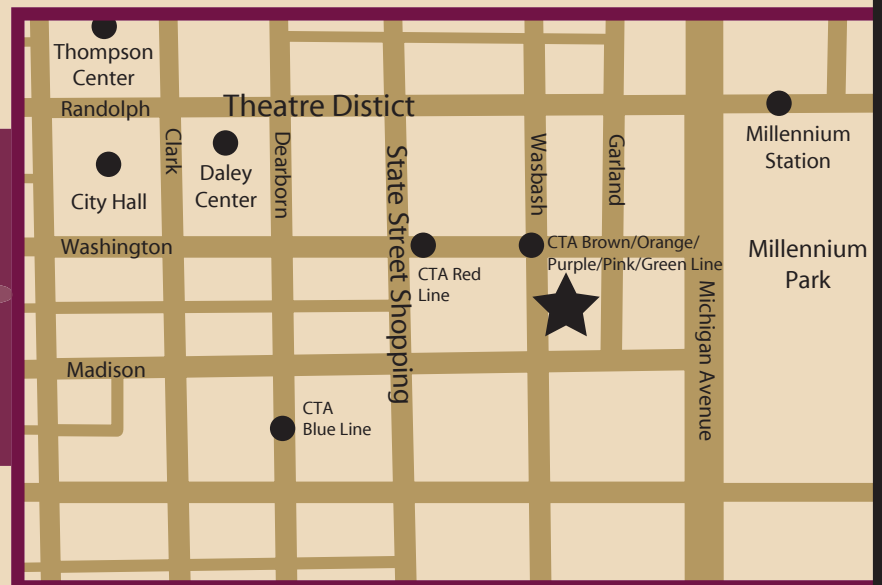 Thompson
Center
Randolph
Theatre Distict
Millennium
Station
Clark
Daley
Center
Dearborn
State Street Shopping
Wasbash
Garland
City Hall
Washington
CTA Brown/Orange/
Purple/Pink/Green Line
Millennium
Park
CTA Red
Line
Michigan Avenue
Madison
CTA
Blue Line